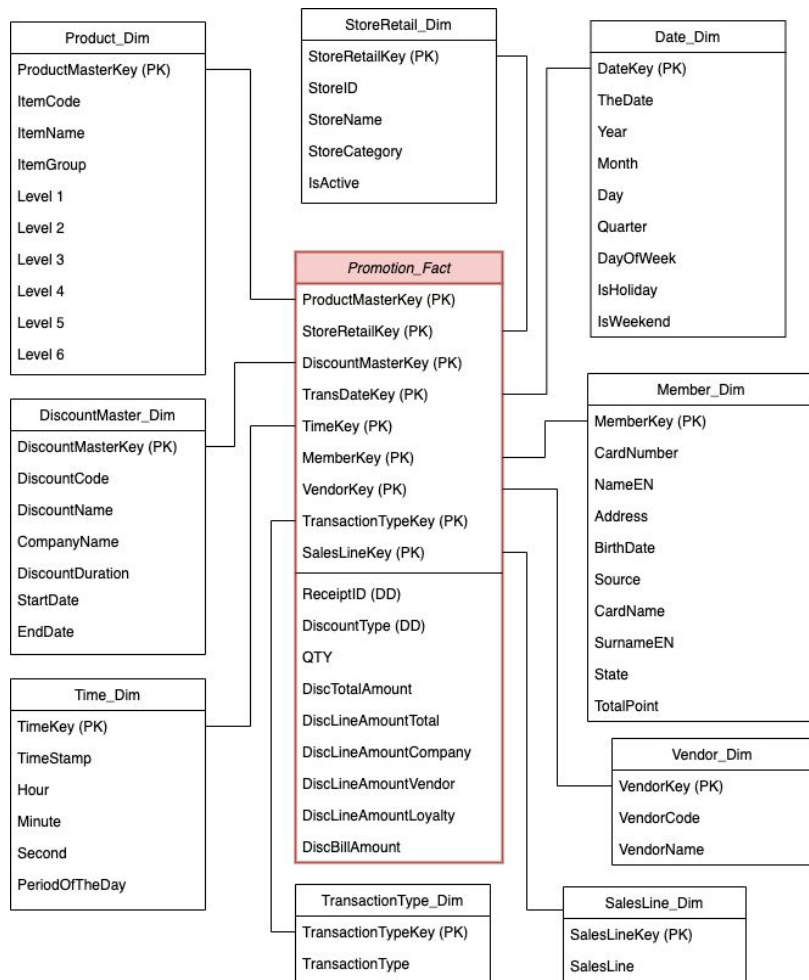 Product_Dim
ProductMasterKey (PK)
ItemCode
ItemName
ItemGroup
Level 1
Level 2
Level 3
Level 4
Level 5
Level 6
StoreRetail_Dim
StoreRetailKey (PK)
StoreID
StoreName
StoreCategory
IsActive
Date_Dim
DateKey (PK)
TheDate
Year
Month
Day
Quarter
DayOfWeek
IsHoliday
IsWeekend
Promotion_Fact
ProductMasterKey (PK)
StoreRetailKey (PK)
DiscountMasterKey (PK)
TransDateKey (PK)
TimeKey (PK)
MemberKey (PK)
VendorKey (PK)
TransactionTypeKey (PK)
SalesLineKey (PK)
ReceiptID (DD)
DiscountType (DD)
QTY
DiscTotalAmount
DiscLineAmountTotal
DiscLineAmountCompany
DiscLineAmountVendor
DiscLineAmountLoyalty
DiscBillAmount
DiscountMaster_Dim
DiscountMasterKey (PK)
DiscountCode
DiscountName
CompanyName
DiscountDuration
StartDate
EndDate
Member_Dim
MemberKey (PK)
CardNumber
NameEN
Address
BirthDate
Source
CardName
SurnameEN
State
TotalPoint
Time_Dim
TimeKey (PK)
TimeStamp
Hour
Minute
Second
PeriodOfTheDay
Vendor_Dim
VendorKey (PK)
VendorCode
VendorName
TransactionType_Dim
TransactionTypeKey (PK)
TransactionType
SalesLine_Dim
SalesLineKey (PK)
SalesLine